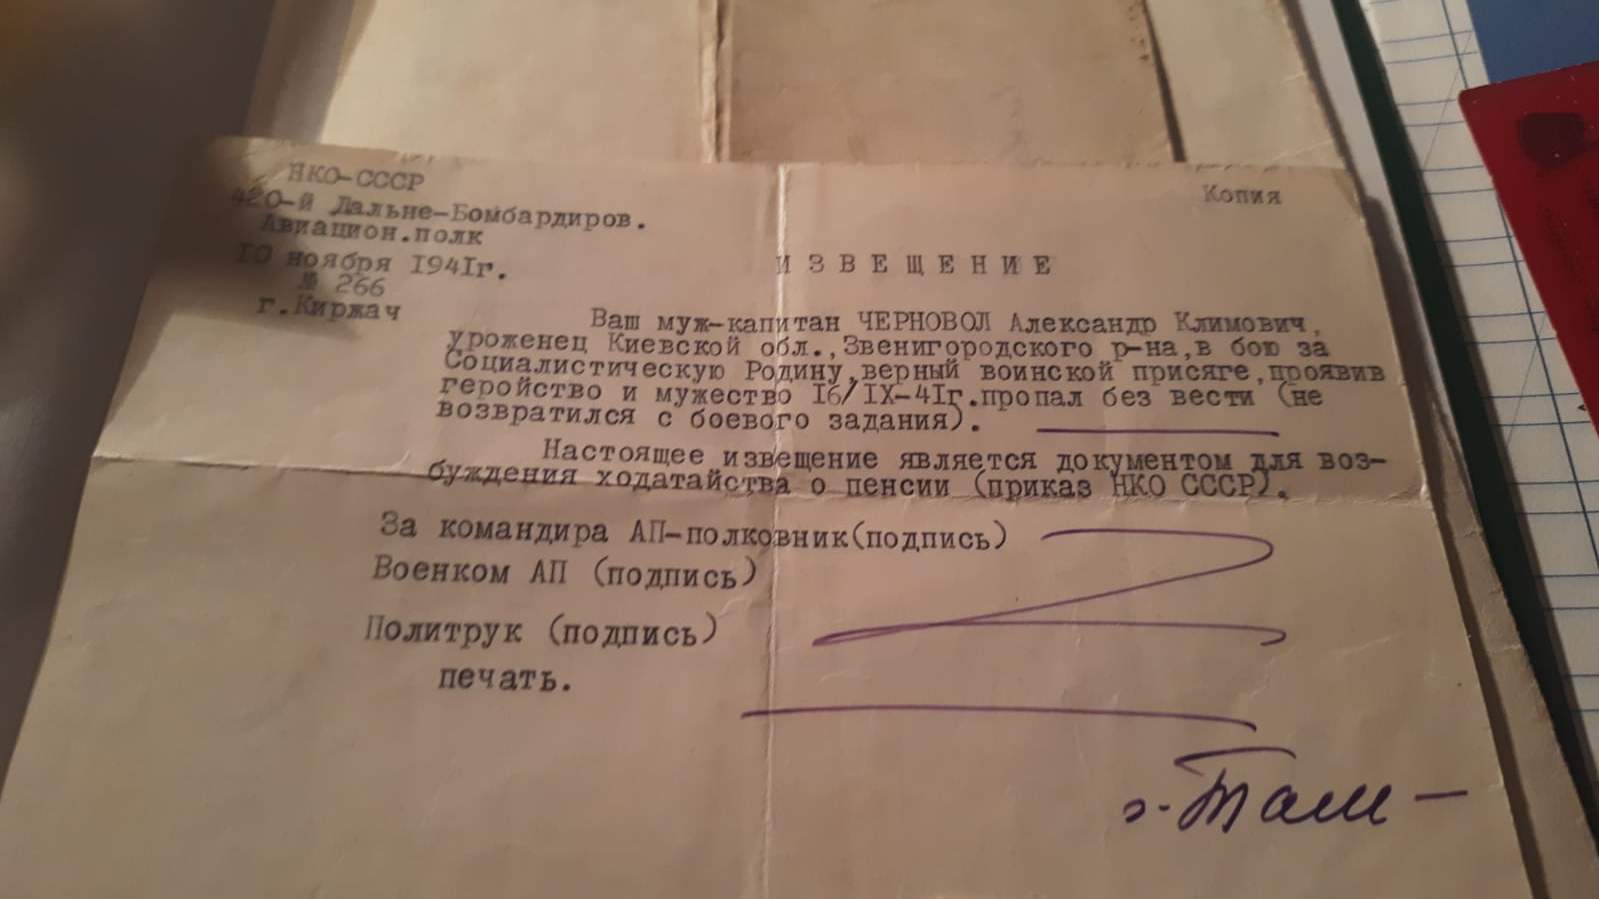 НКО-СССР
420-й Дальне-Бомбардиров.
Авиацион.полк
10 ноября 1941г.
№ 266
г.Киржач
Копия
ИЗВЕЩЕНИЕ
Ваш муж-капитан ЧЕРНОВОЛ Александр Климович,
уроженец Киевской обл.,Звенигородского р-на,в бою за
Социалистическую Родину,верный воинской присяге,проявив
геройство и мужество 16/IX-41г.пропал без вести (не
возвратился с боевого задания).
Настоящее извещение является документом для воз-
буждения ходатайства о пенсии (приказ НКО СССР).
За командира АП-полковник(подпись)
Военком АП (подпись)
Политрук (подпись)
печать.
г.Таш-